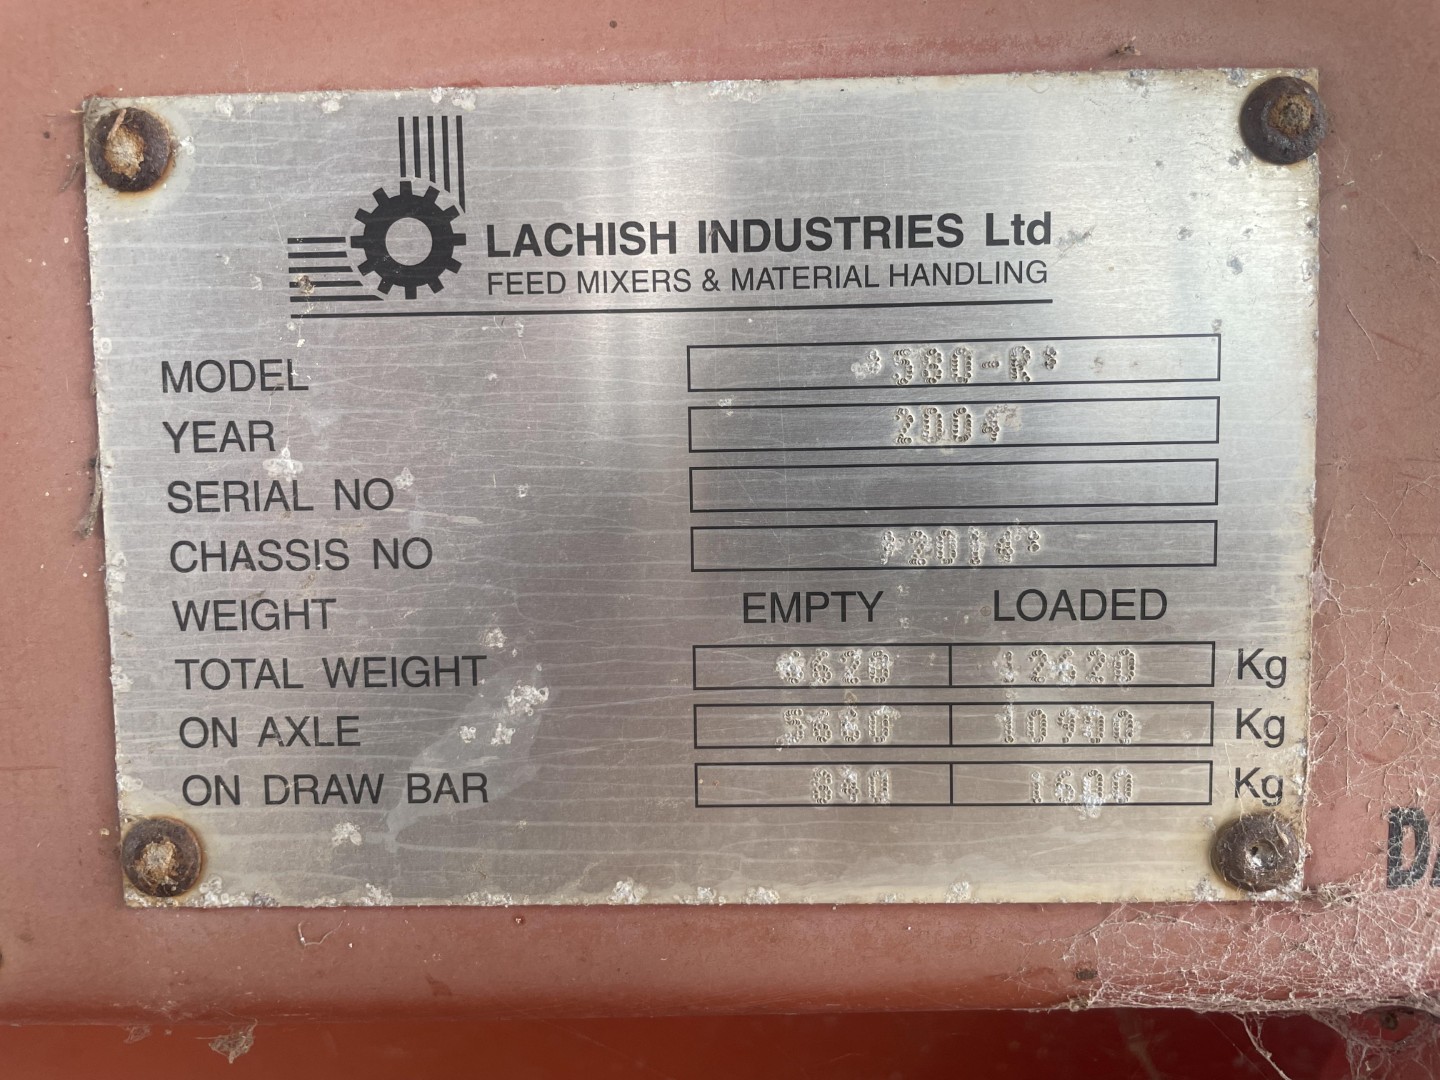 LACHISH INDUSTRIES Ltd
FEED MIXERS & MATERIAL HANDLING
MODEL *580-R*
YEAR 2004
SERIAL NO
CHASSIS NO *2014*
WEIGHT EMPTY LOADED
TOTAL WEIGHT 6620 12620 Kg
ON AXLE 10900 Kg
ON DRAW BAR 840 1600 Kg